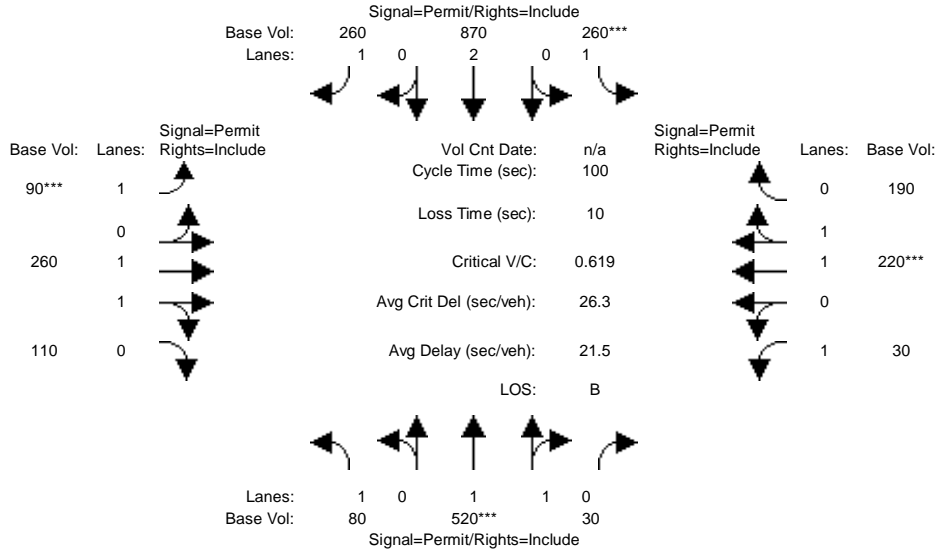 Signal=Permit/Rights=Include
Base Vol: 260 870 260***
Lanes: 1 0 2 0 1
Signal=Permit Signal=Permit
Base Vol: Lanes: Rights=Include Vol Cnt Date: n/a Rights=Include Lanes: Base Vol:
Cycle Time (sec): 100
90*** 1 0 190
Loss Time (sec): 10
0 1
260 1 Critical V/C: 0.619 1 220***
1 Avg Crit Del (sec/veh): 26.3 0
110 0 Avg Delay (sec/veh): 21.5 1 30
LOS: B
Lanes: 1 0 1 1 0
Base Vol: 80 520*** 30
Signal=Permit/Rights=Include